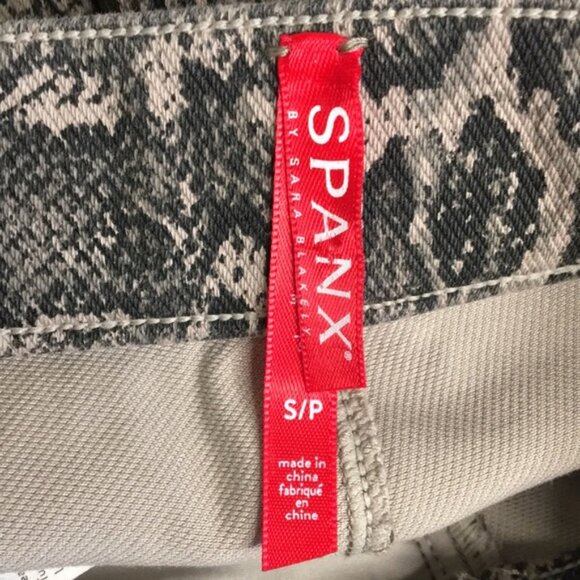 SPANX®
BY SARA BLAKELY
S/P
made in
china
fabriqué
en
chine